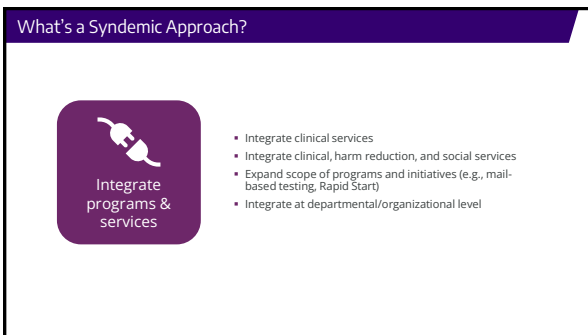 What's a Syndemic Approach?
Integrate
programs &
services
▪ Integrate clinical services
▪ Integrate clinical, harm reduction, and social services
▪ Expand scope of programs and initiatives (e.g., mail-
based testing, Rapid Start)
▪ Integrate at departmental/organizational level